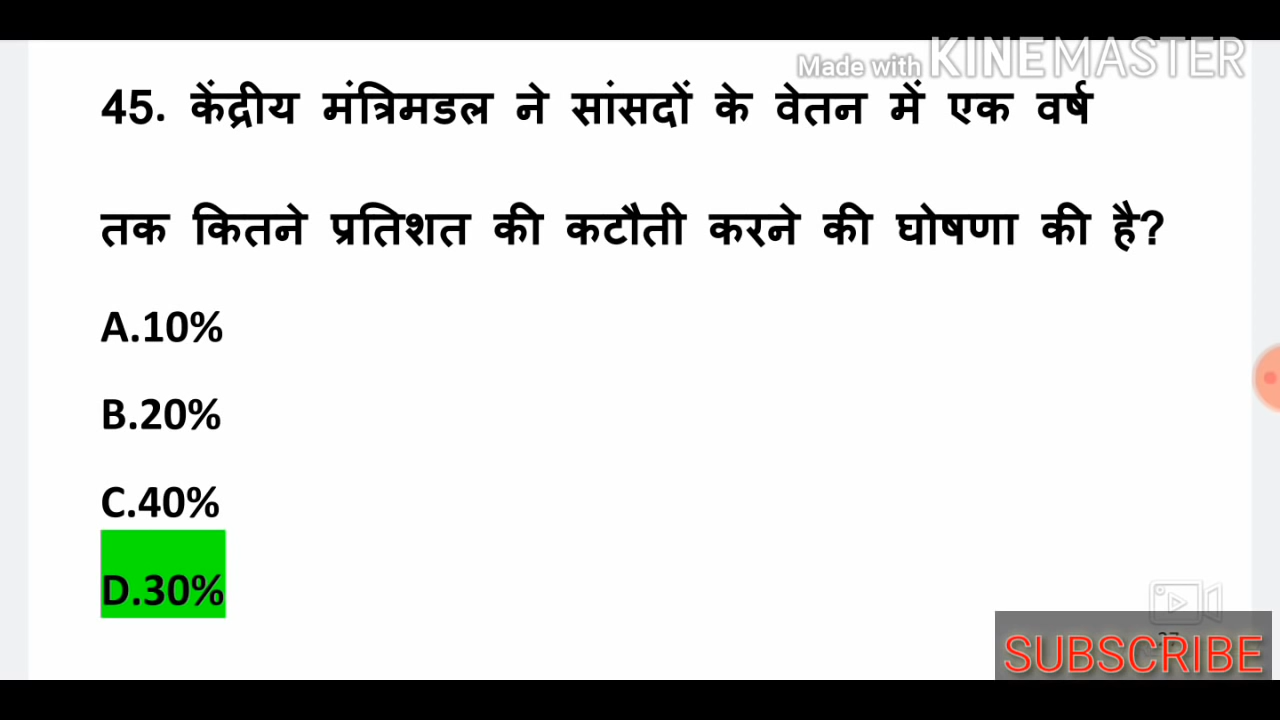 Made with KINEMASTER
45. केंद्रीय मंत्रिमडल ने सांसदों के वेतन में एक वर्ष
तक कितने प्रतिशत की कटौती करने की घोषणा की है?
A.10%
B.20%
C.40%
D.30%
SUBSCRIBE